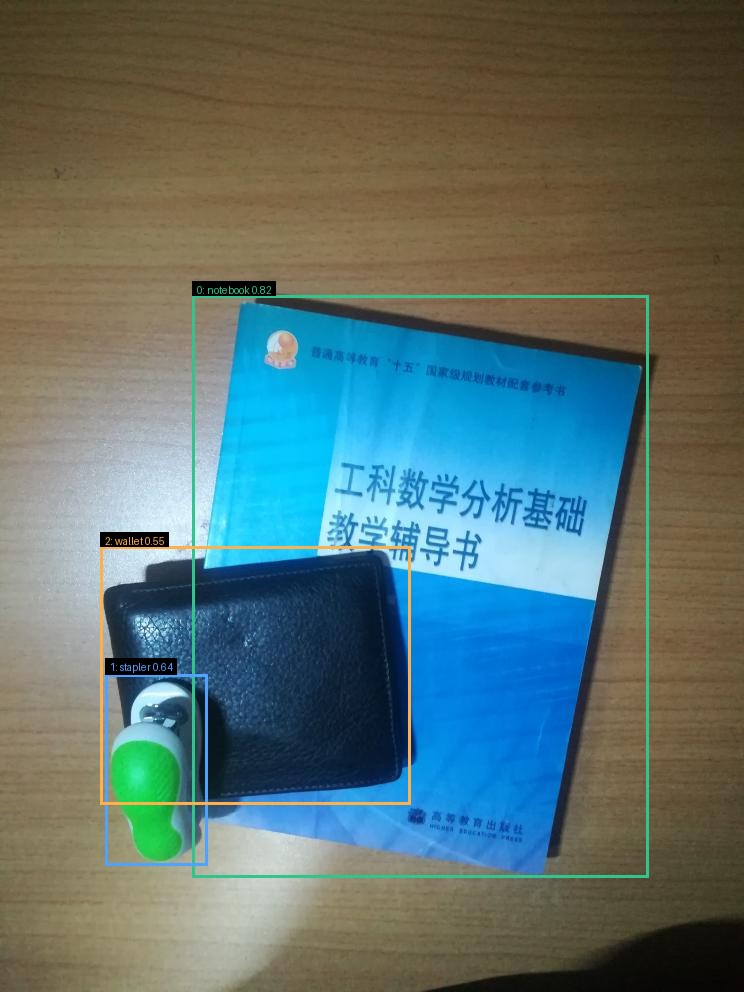 0: notebook 0.82
普通高等教育"十五"国家级规划教材配套参考书
工科数学分析基础
教学辅导书
2: wallet 0.55
1: stapler 0.64
高等教育出版社
HIGHER EDUCATION PRESS